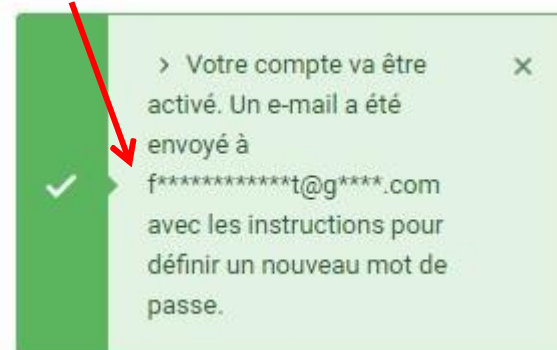 > Votre compte va être
activé. Un e-mail a été
envoyé à
f************t@g****.com
avec les instructions pour
définir un nouveau mot de
passe.